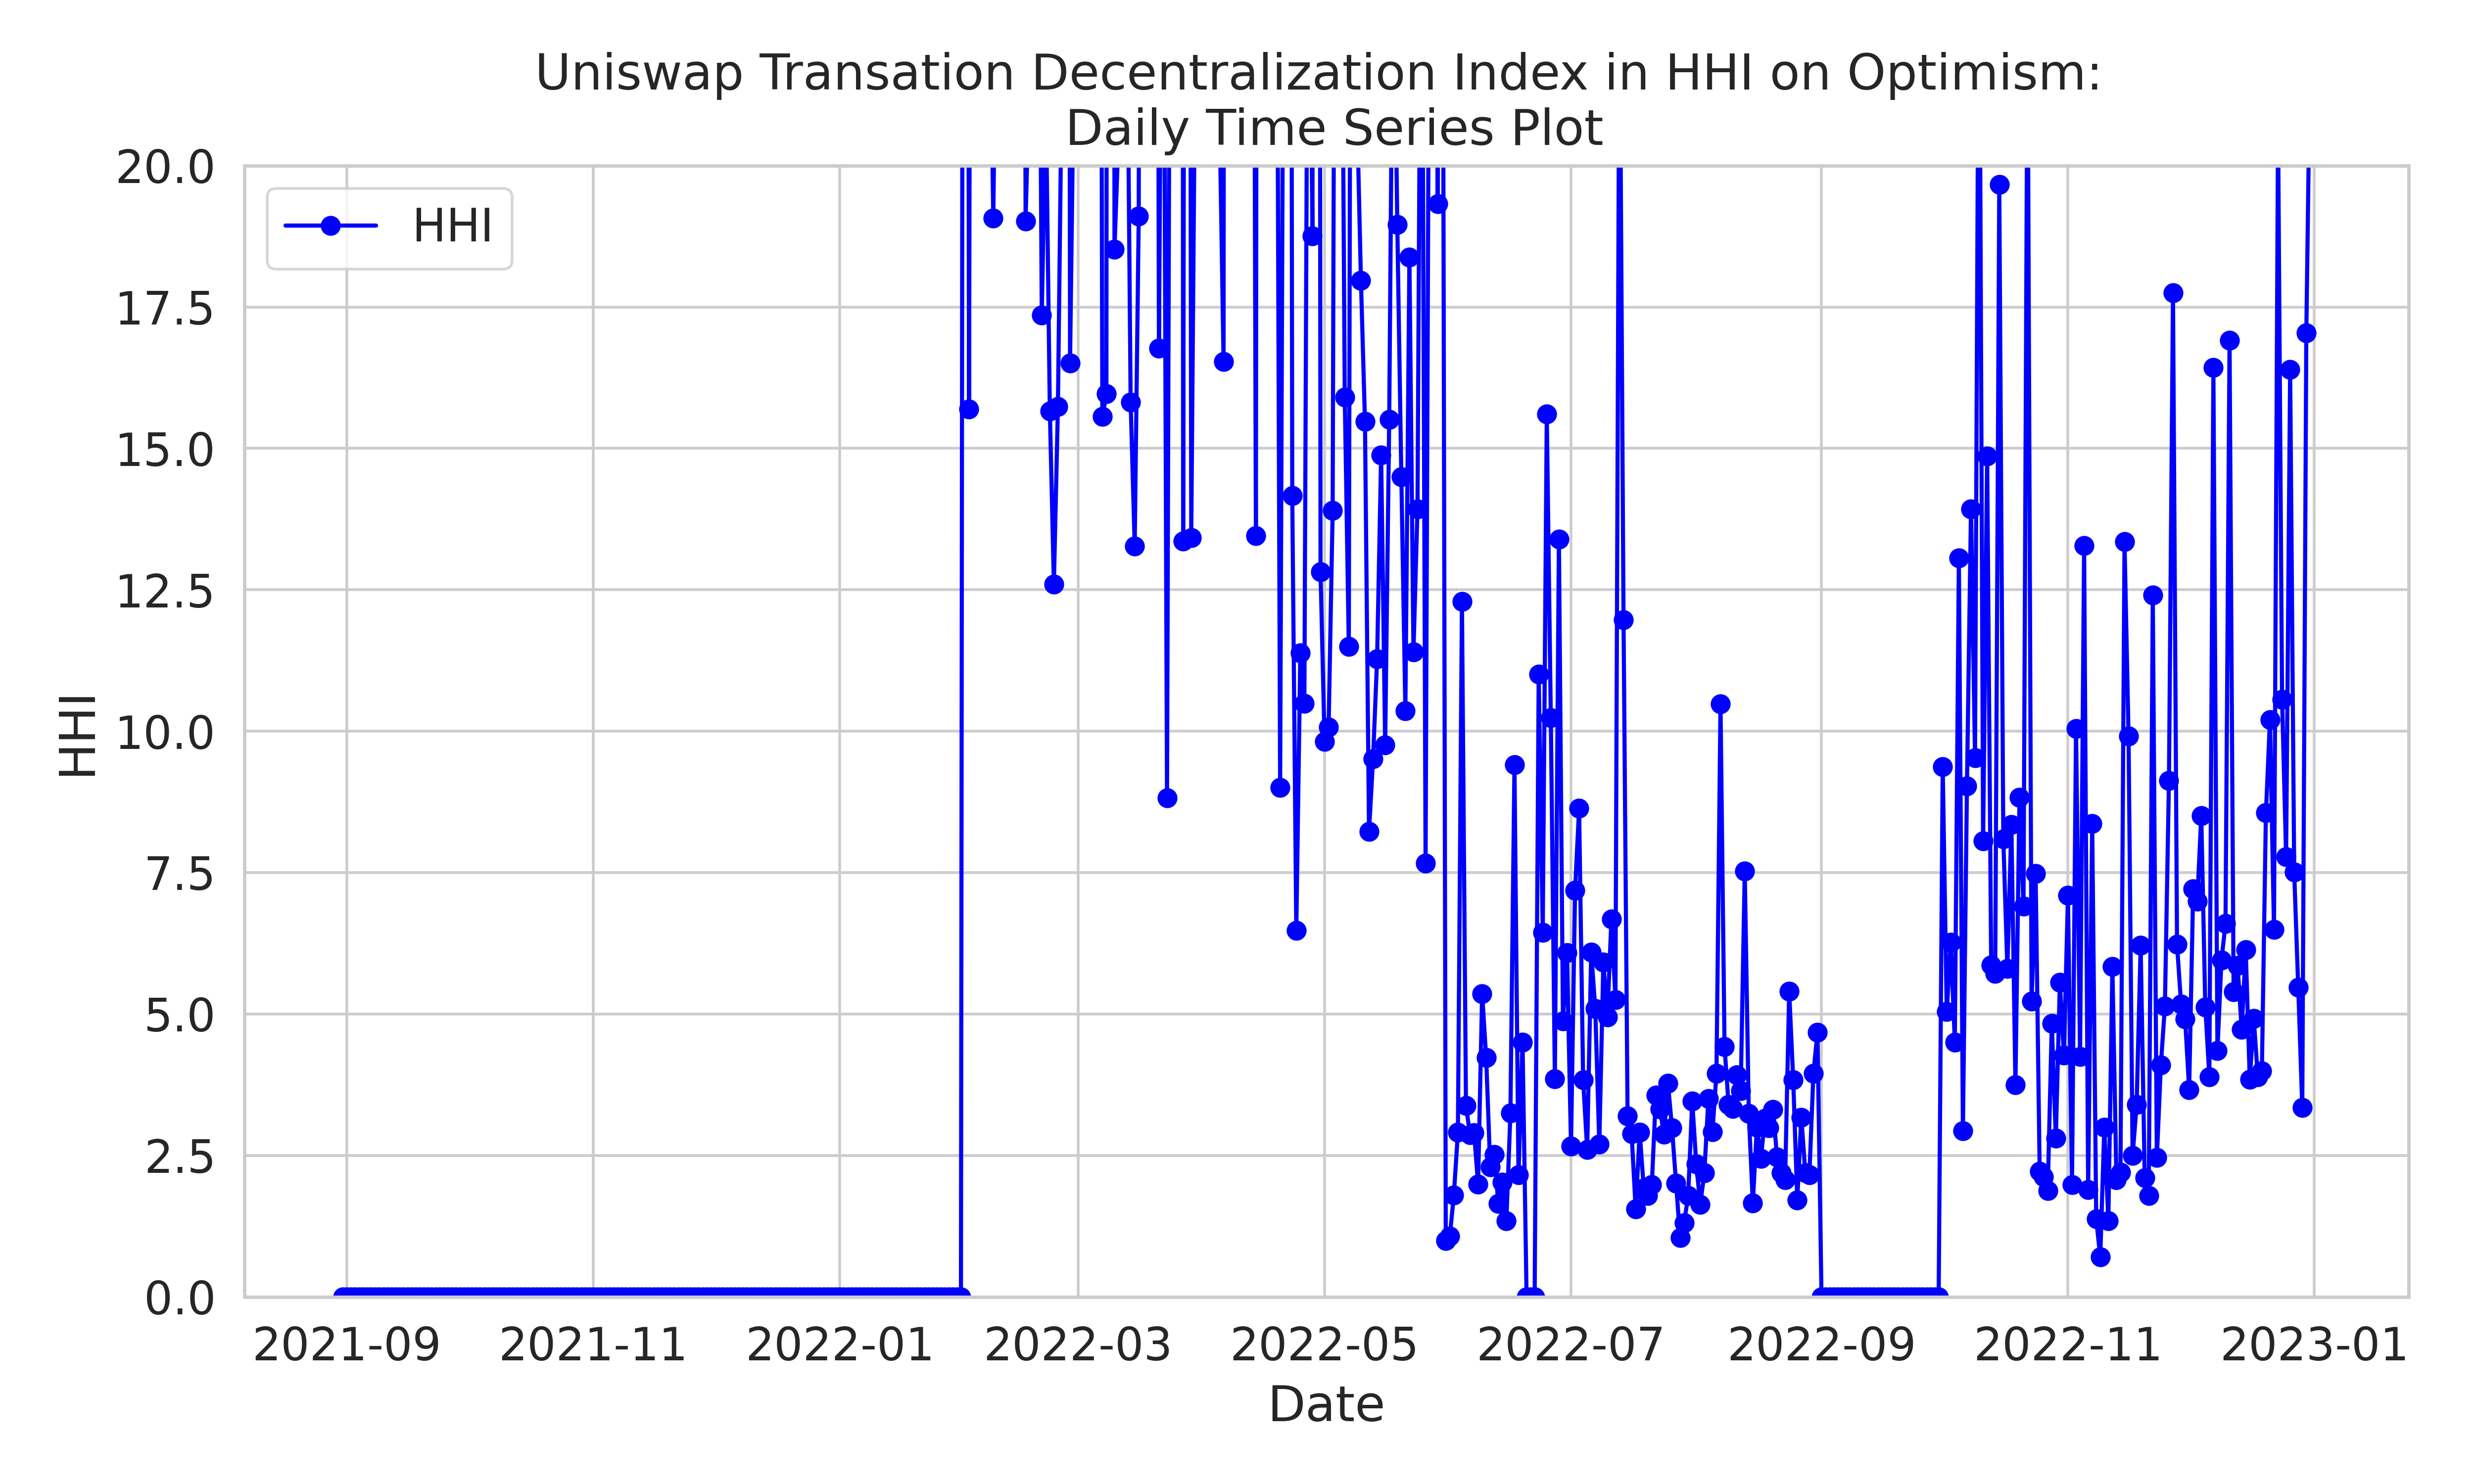 Uniswap Transation Decentralization Index in HHI on Optimism:
Daily Time Series Plot
20.0
17.5
15.0
12.5
10.0
7.5
5.0
2.5
0.0
HHI
HHI
2021-09 2021-11 2022-01 2022-03 2022-05 2022-07 2022-09 2022-11 2023-01
Date